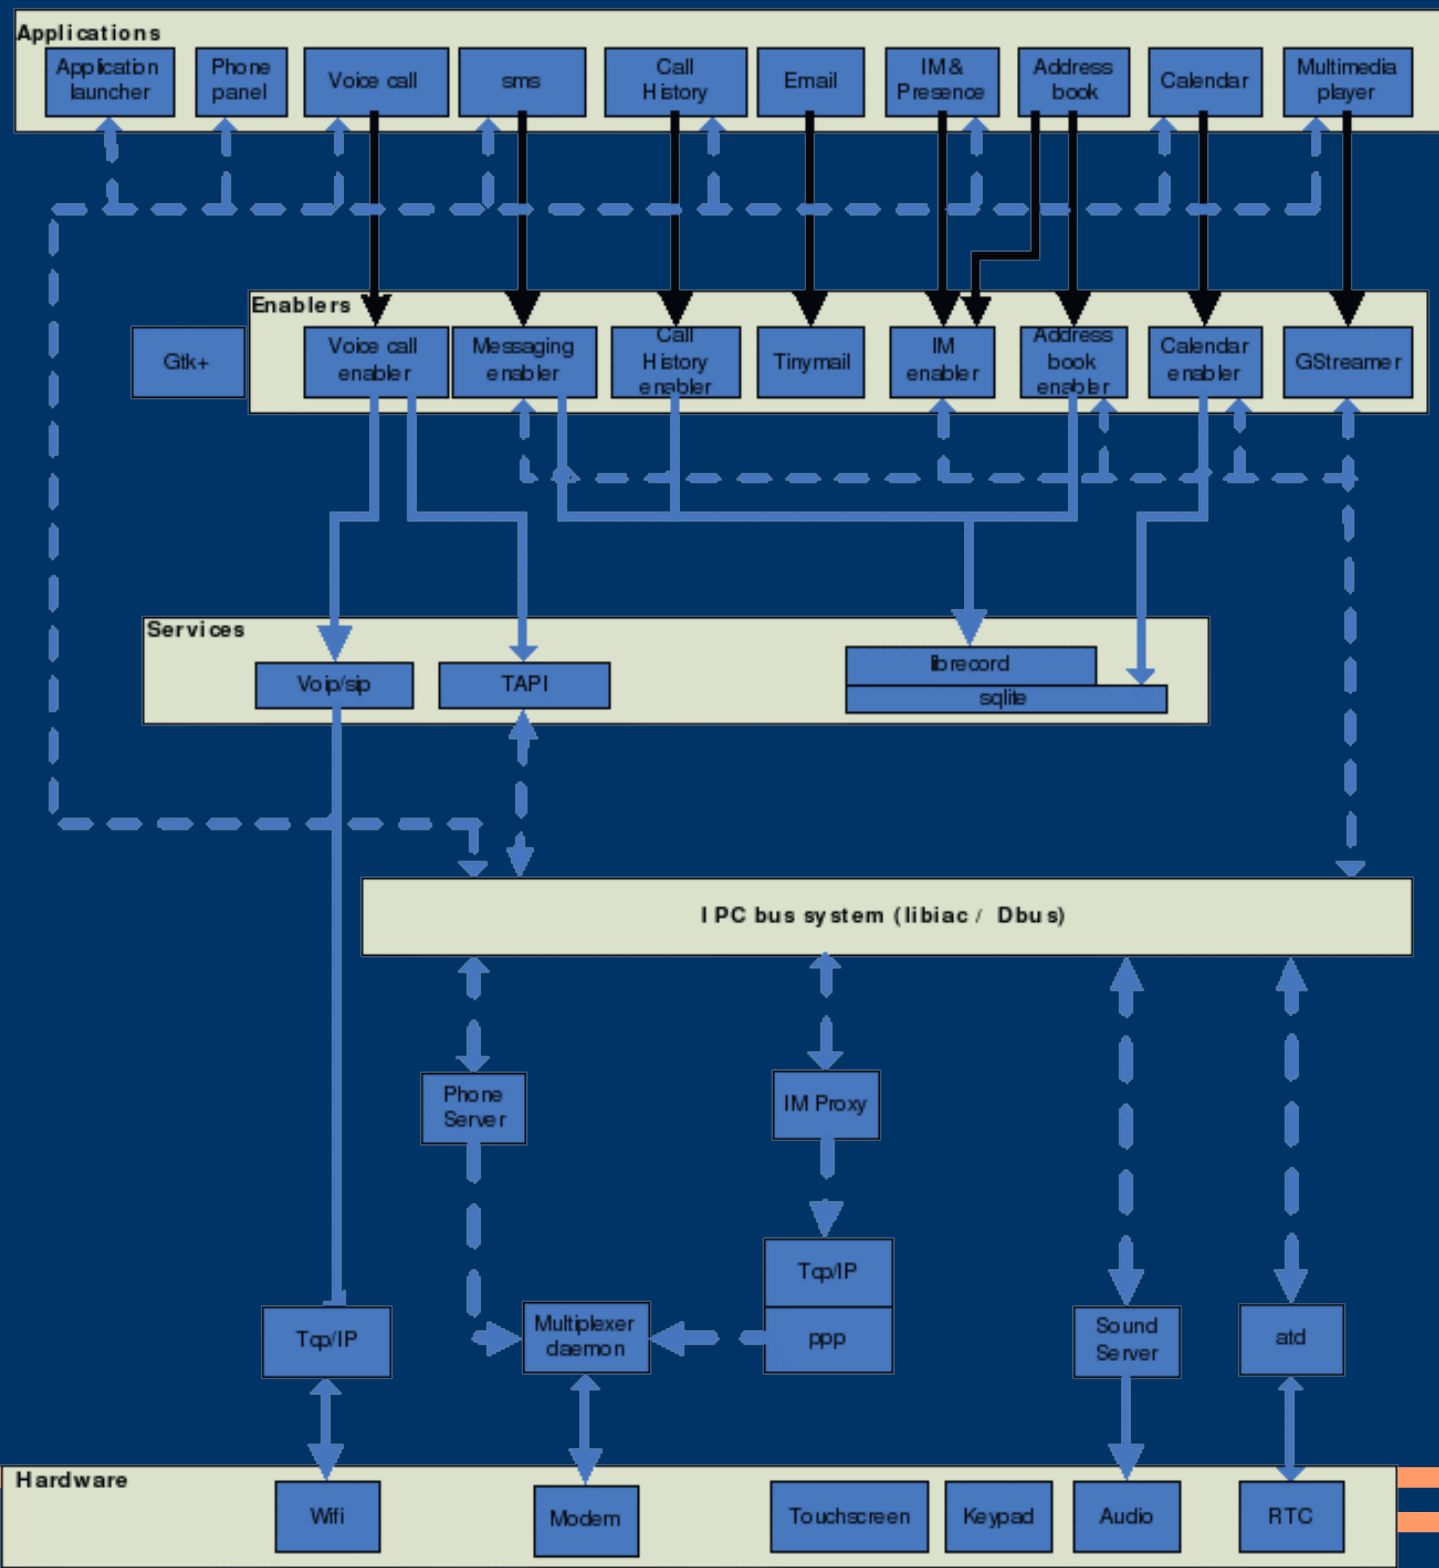 Applications
Application
launcher
Phone
panel
Voice call
sms
Call
History
Email
IM &
Presence
Address
book
Calendar
Multimedia
player
Enablers
Gtk+
Voice call
enabler
Messaging
enabler
Call
History
enabler
Tinymail
IM
enabler
Address
book
enabler
Calendar
enabler
GStreamer
Services
Voip/sip
TAPI
librecord
sqlite
IPC bus system (libiac / Dbus)
Phone
Server
IM Proxy
Tcp/IP
Multiplexer
daemon
Tcp/IP
ppp
Sound
Server
atd
Hardware
Wifi
Modem
Touchscreen
Keypad
Audio
RTC